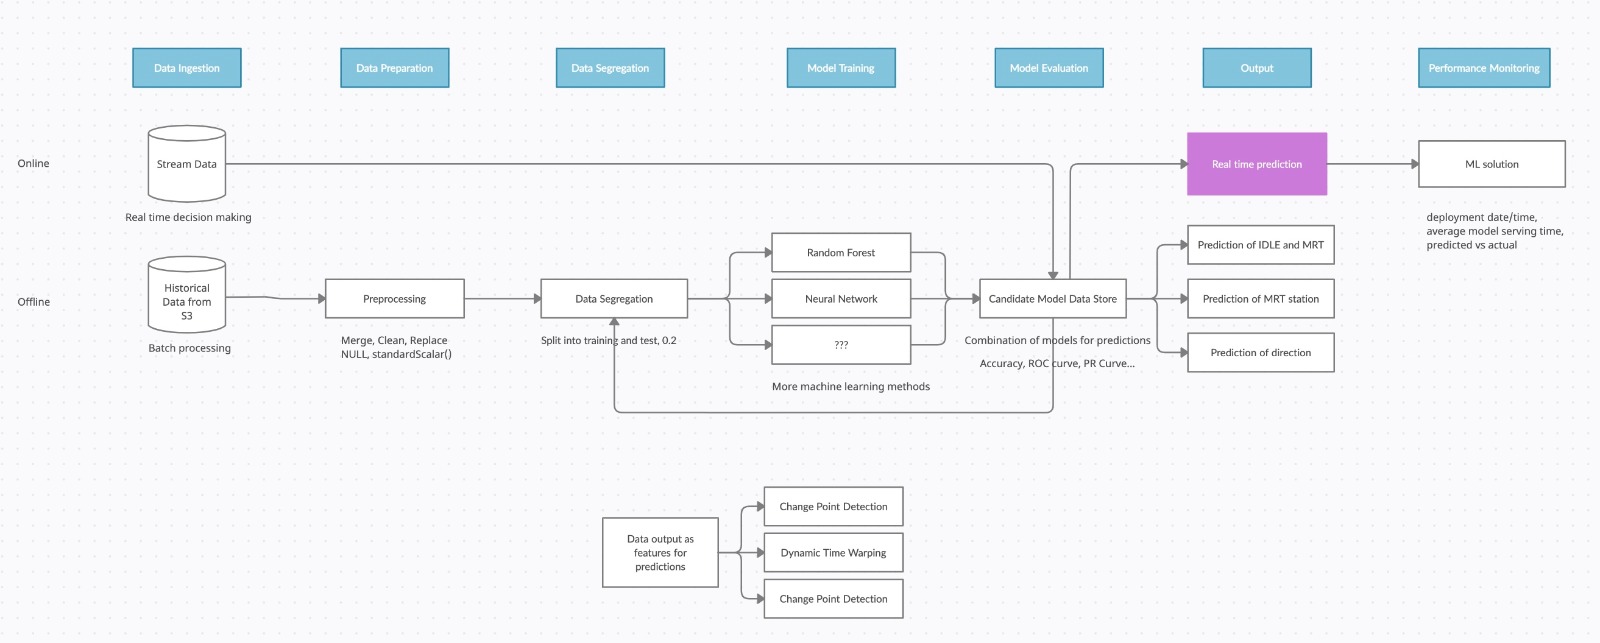 Data Ingestion
Data Preparation
Data Segregation
Model Training
Model Evaluation
Output
Performance Monitoring
Online
Stream Data
Real time decision making
Real time prediction
ML solution
deployment date/time,
average model serving time,
predicted vs actual
Offline
Historical
Data from
S3
Batch processing
Preprocessing
Merge, Clean, Replace
NULL, standardScalar()
Data Segregation
Split into training and test, 0.2
Random Forest
Neural Network
???
More machine learning methods
Candidate Model Data Store
Combination of models for predictions
Accuracy, ROC curve, PR Curve...
Prediction of IDLE and MRT
Prediction of MRT station
Prediction of direction
Data output as
features for
predictions
Change Point Detection
Dynamic Time Warping
Change Point Detection